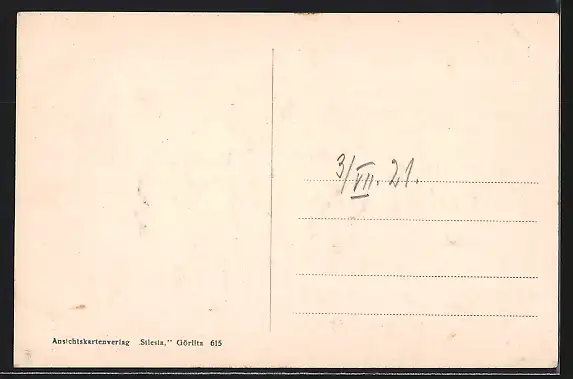 3/VII. 21.
Ansichtskartenverlag „Silesia,” Görlitz 615